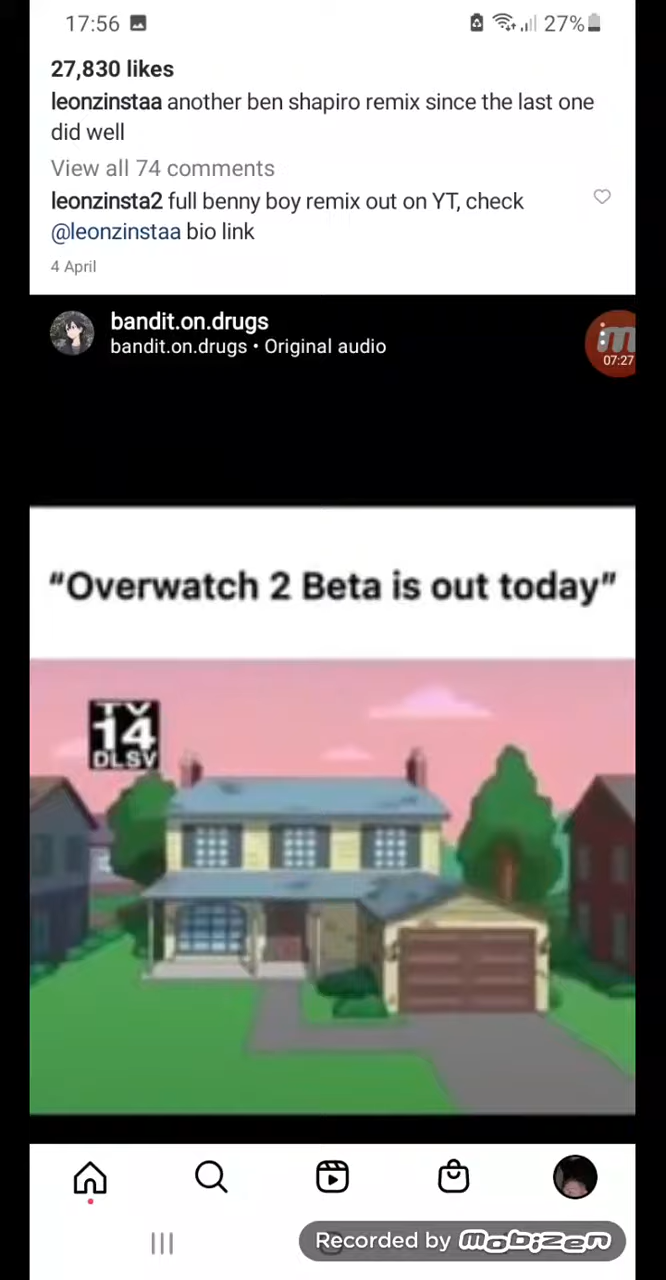 17:56
27%
27,830 likes
leonzinstaa another ben shapiro remix since the last one
did well
View all 74 comments
leonzinsta2 full benny boy remix out on YT, check
@leonzinstaa bio link
4 April
bandit.on.drugs
bandit.on.drugs • Original audio
m
07:27
“Overwatch 2 Beta is out today”
TV
14
DLSV
Recorded by mobizen